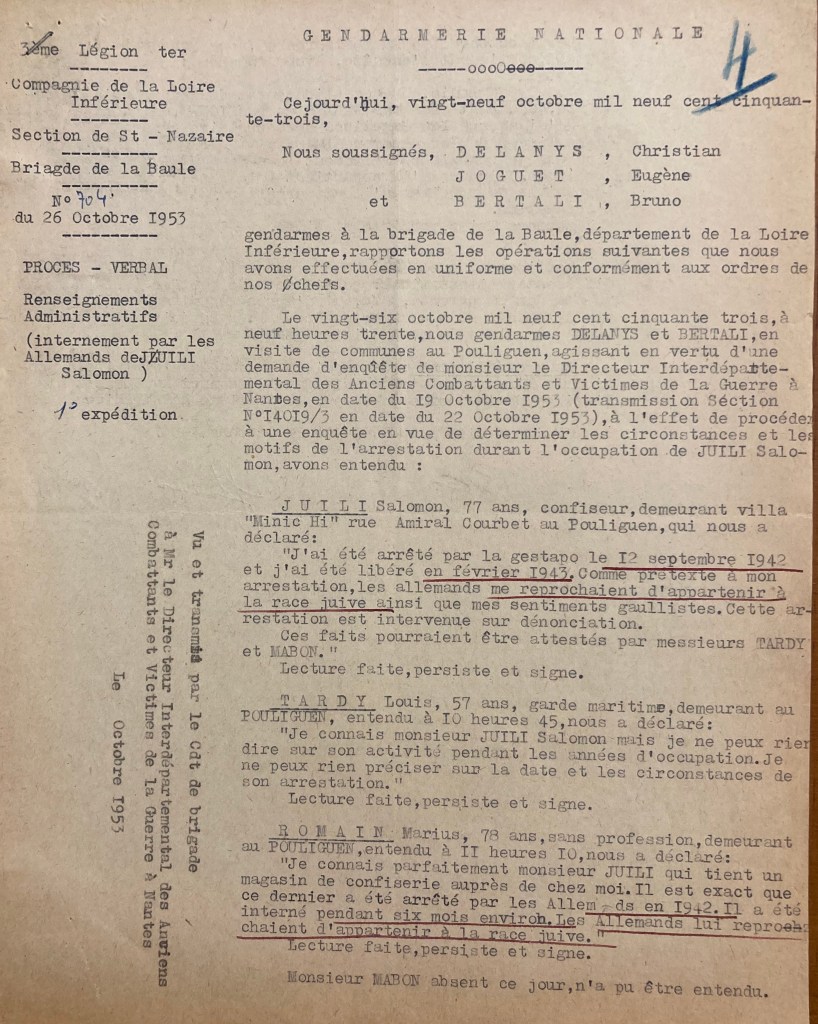 GENDARMERIE NATIONALE
-----oooOeee-----
4
3ème Légion ter
--------
Compagnie de la Loire
Inférieure
--------
Section de St - Nazaire
----------
Briagde de la Baule
----------
N° 704
du 26 Octobre I953
----------
PROCES - VERBAL
Renseignements
Administratifs
(internement par les
Allemands de JUILI
Salomon )
1° expédition
Cejourd'hui, vingt-neuf octobre mil neuf cent cinquan-
te-trois,
Nous soussignés, DELANYS , Christian
JOGUET , Eugène
et BERTALI , Bruno
gendarmes à la brigade de la Baule,département de la Loire
Inférieure,rapportons les opérations suivantes que nous
avons effectuées en uniforme et conformément aux ordres de
nos chefs.
Le vingt-six octobre mil neuf cent cinquante trois,à
neuf heures trente,nous gendarmes DELANYS et BERTALI,en
visite de communes au Pouliguen,agissant en vertu d'une
demande d'enquête de monsieur le Directeur Interdépatte-
mental des Anciens Combattants et Victimes de la Guerre à
Nantes,en date du I9 Octobre I953 (transmission Séction
N°I40I9/3 en date du 22 Octobre I953),à l'effet de procéder
à une enquête en vue de déterminer les circonstances et les
motifs de l'arrestation durant l'occupation de JUILI Salo-
mon,avons entendu :
JUILI Salomon, 77 ans, confiseur,demeurant villa
"Minic Hi" rue Amiral Courbet au Pouliguen,qui nous a
déclaré:
"J'ai été arrêté par la gestapo le I2 septembre I942
et j'ai été libéré en février I943.Comme prétexte à mon
arrestation,les allemands me reprochaient d'appartenir à
la race juive ainsi que mes sentiments gaullistes.Cette ar-
restation est intervenue sur dénonciation.
Ces faits pourraient être attestés par messieurs TARDY
et MABON."
Lecture faite,persiste et signe.
TARDY Louis, 57 ans, garde maritime,demeurant au
POULIGUEN, entendu à I0 heures 45,nous a déclaré:
"Je connais monsieur JUILI Salomon mais je ne peux rien
dire sur son activité pendant les années d'occupation.Je
ne peux rien préciser sur la date et les circonstances de
son arrestation."
Lecture faite,persiste et signe.
ROMAIN Marius, 78 ans,sans profession,demeurant
au POULIGUEN,entendu à II heures I0,nous a déclaré:
"Je connais parfaitement monsieur JUILI qui tient un
magasin de confiserie auprès de chez moi.Il est exact que
ce dernier a été arrêté par les Allemands en I942.Il a été
interné pendant six mois environ.Les Allemands lui repro-
chaient d'appartenir à la race juive."
Lecture faite,persiste et signe.
Monsieur MABON absent ce jour,n'a pu être entendu.
Vu et transmis par le Cdt de brigade
à Mr le Directeur Interdépartemental des Anciens
Combattants et Victimes de la Guerre à Nantes
Le Octobre I953